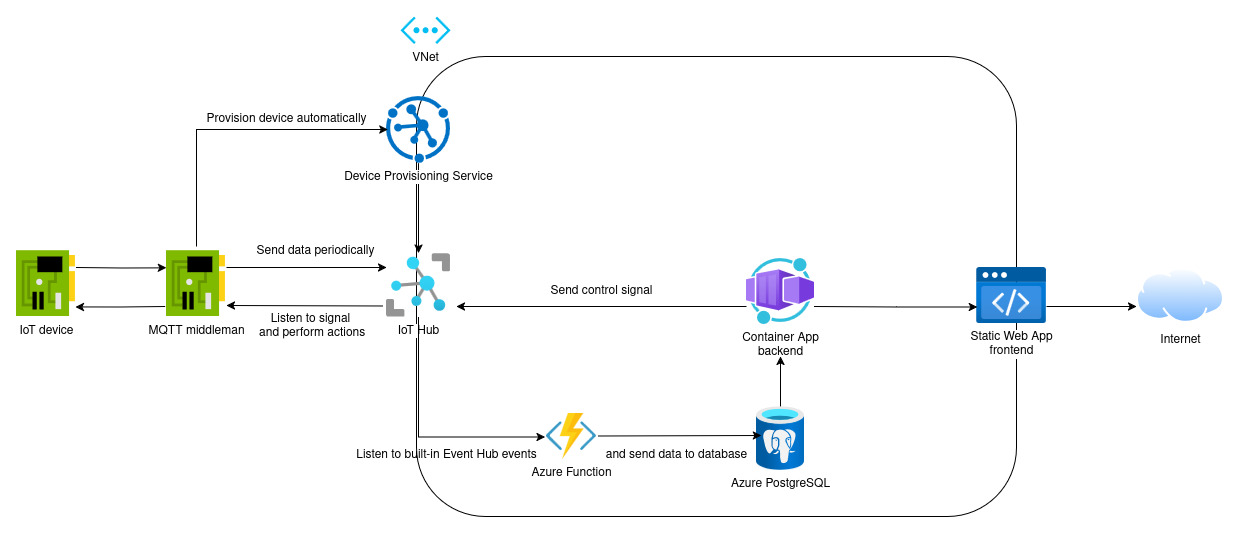 VNet
Provision device automatically
Device Provisioning Service
Send data periodically
IoT device
MQTT middleman
Listen to signal
and perform actions
IoT Hub
Send control signal
Container App
backend
Static Web App
frontend
Internet
Listen to built-in Event Hub events
and send data to database
Azure Function
Azure PostgreSQL